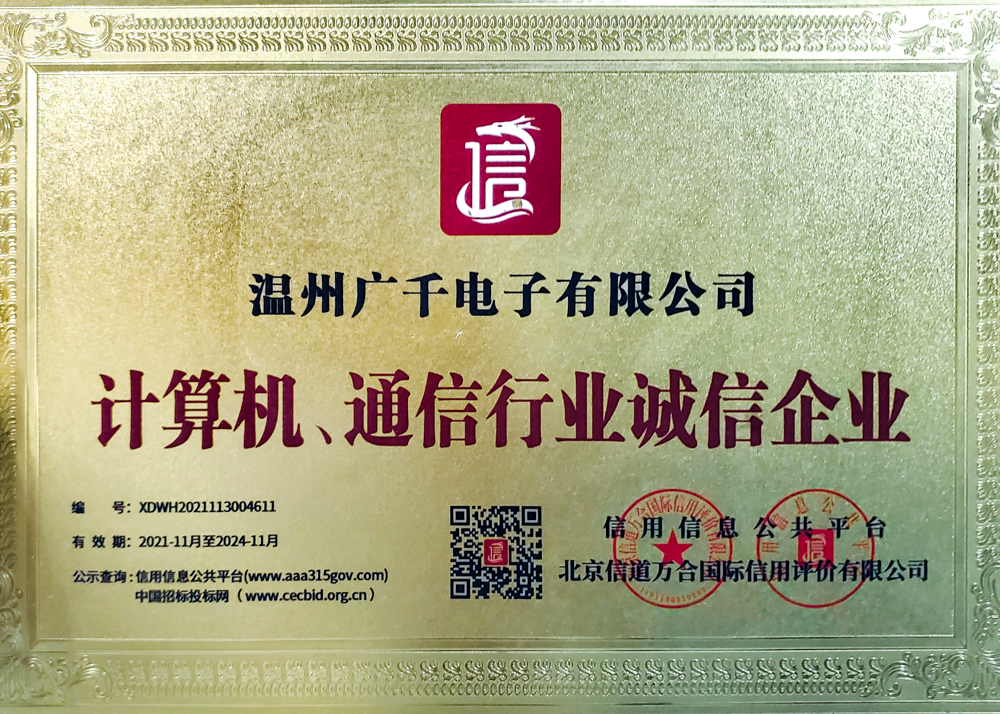 信
温州广千电子有限公司
计算机、通信行业诚信企业
编 号：XDWH2021113004611
有 效 期：2021-11月至2024-11月
公示查询：信用信息公共平台(www.aaa315gov.com)
中国招标投标网（www.cecbid.org.cn）
信用信息公共平台
北京信道万合国际信用评价有限公司